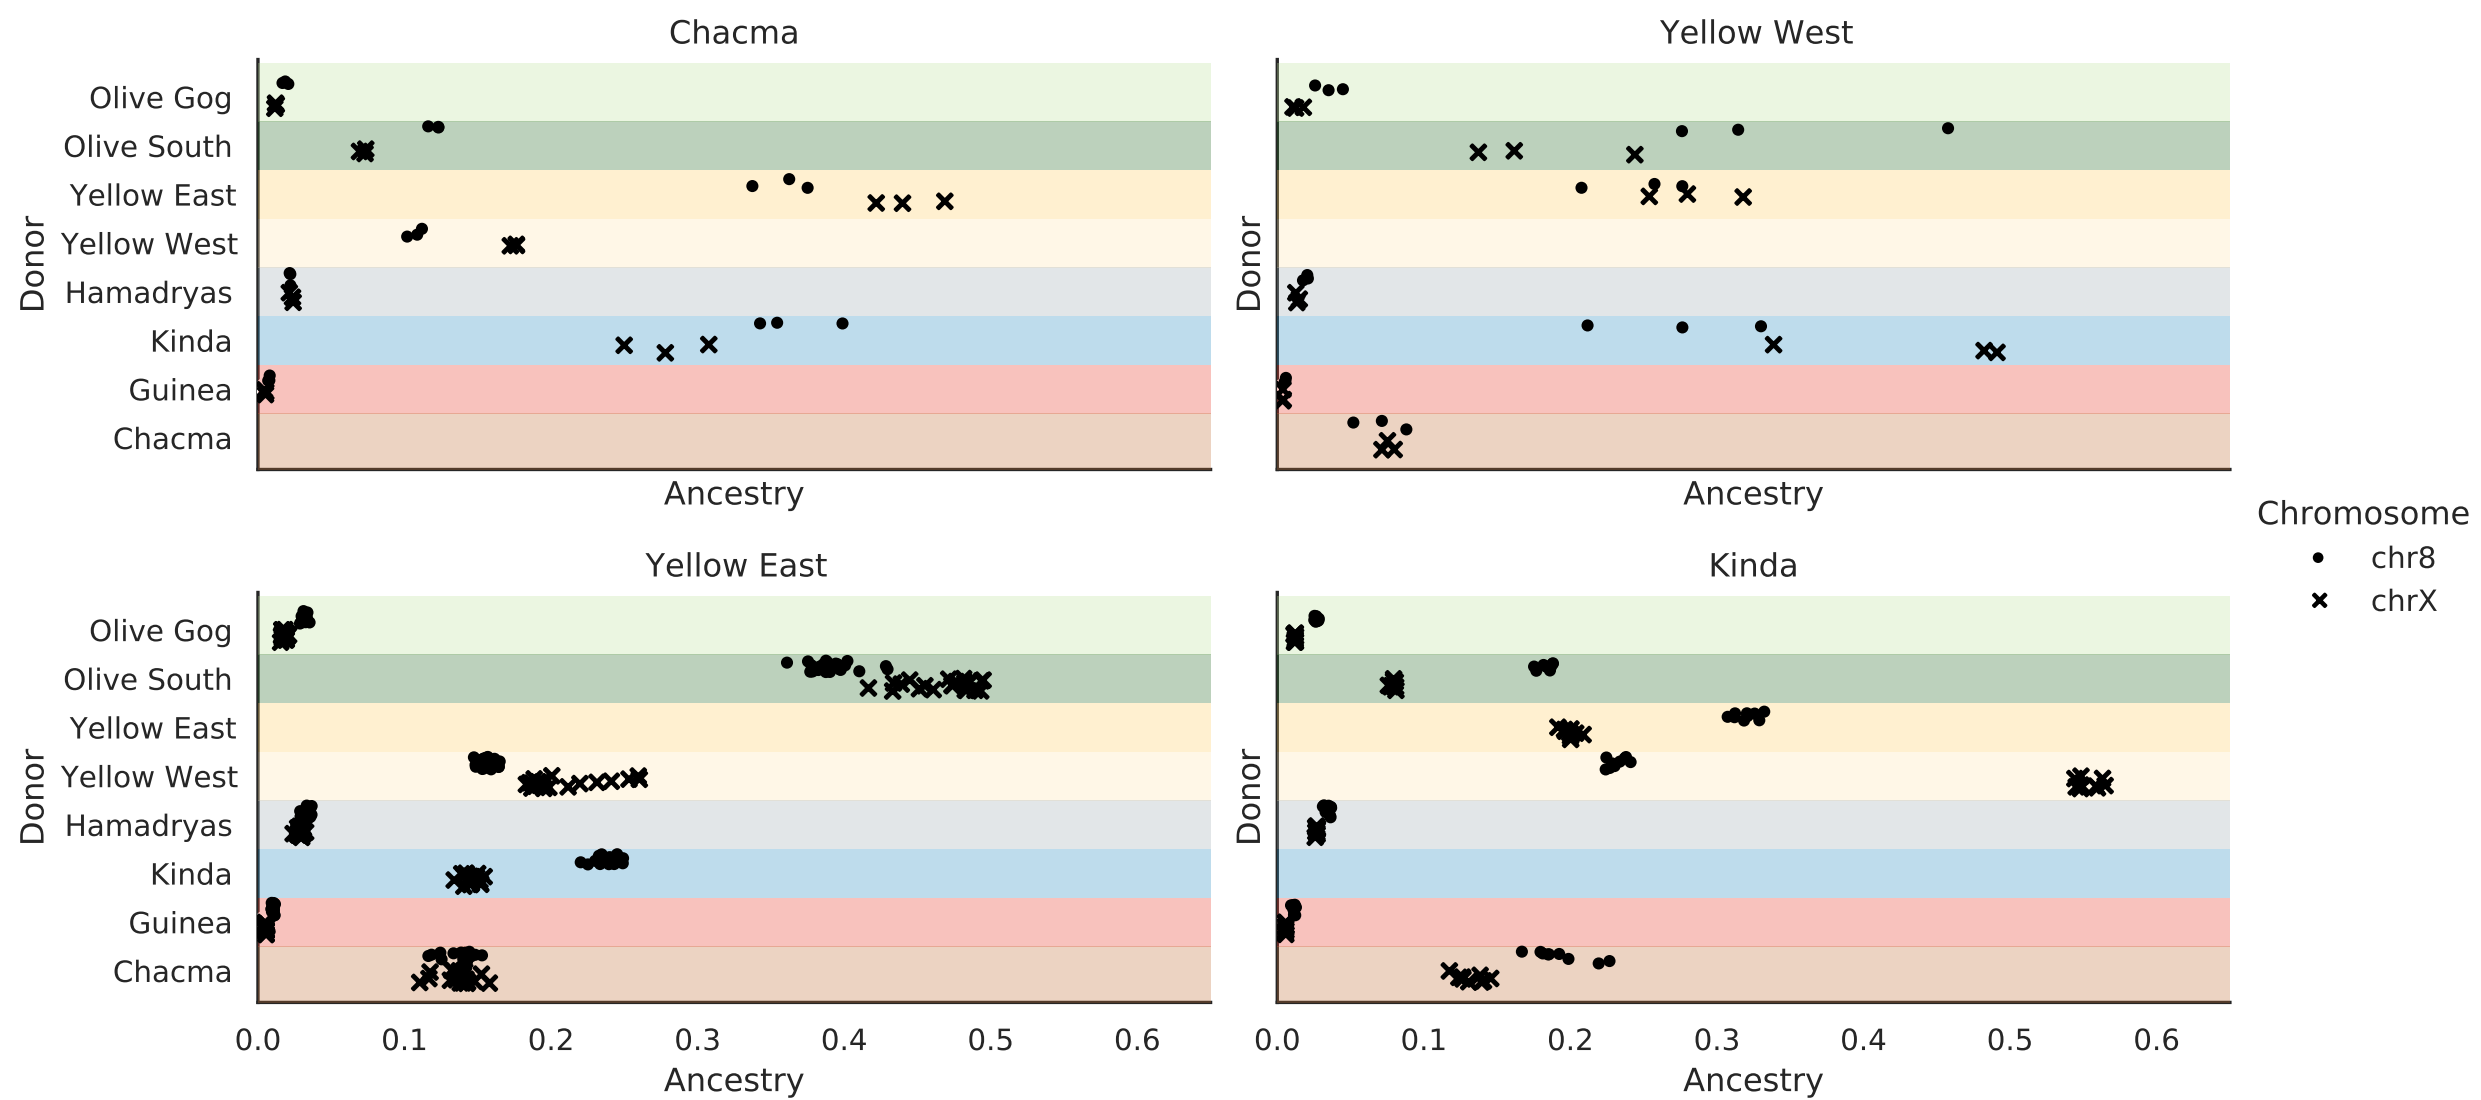 Chacma
Olive Gog
Olive South
Yellow East
Yellow West
Hamadryas
Kinda
Guinea
Chacma
Donor
Ancestry
Yellow West
Donor
Ancestry
Yellow East
Olive Gog
Olive South
Yellow East
Yellow West
Hamadryas
Kinda
Guinea
Chacma
Donor
0.0 0.1 0.2 0.3 0.4 0.5 0.6
Ancestry
Kinda
Donor
0.0 0.1 0.2 0.3 0.4 0.5 0.6
Ancestry
Chromosome
chr8
chrX